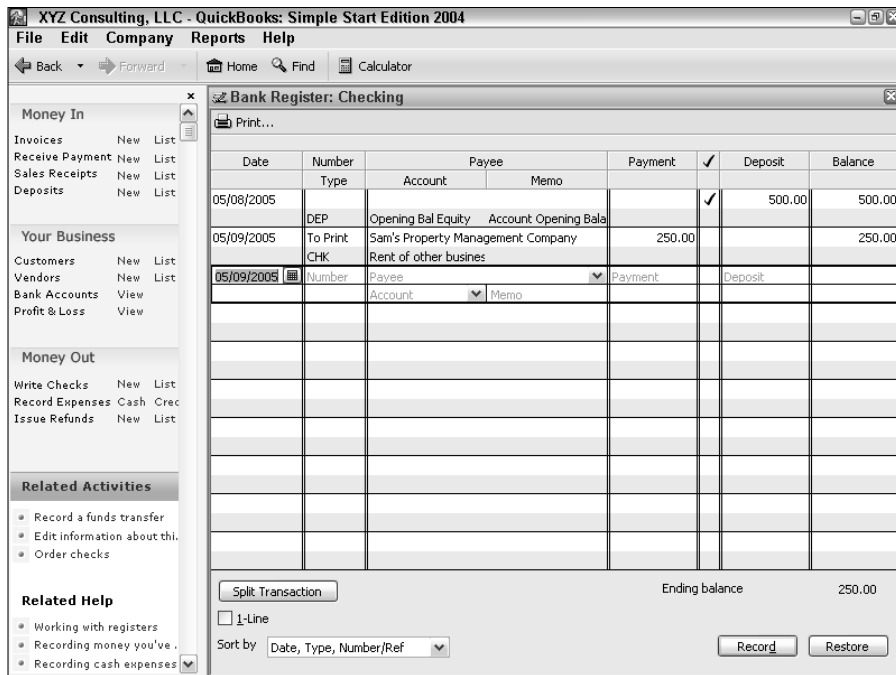 XYZ Consulting, LLC - QuickBooks: Simple Start Edition 2004
File Edit Company Reports Help
Back Forward Home Find Calculator
Money In
Invoices New List
Receive Payment New List
Sales Receipts New List
Deposits New List
Your Business
Customers New List
Vendors New List
Bank Accounts View
Profit & Loss View
Money Out
Write Checks New List
Record Expenses Cash Crec
Issue Refunds New List
Related Activities
Record a funds transfer
Edit information about thi.
Order checks
Related Help
Working with registers
Recording money you've .
Recording cash expenses
Bank Register: Checking
Print...
Date Number Payee Payment ✓ Deposit Balance
Type Account Memo
05/08/2005 ✓ 500.00 500.00
DEP Opening Bal Equity Account Opening Bala
05/09/2005 To Print Sam's Property Management Company 250.00 250.00
CHK Rent of other busines
05/09/2005 Number Payee Payment Deposit
Account Memo
Split Transaction Ending balance 250.00
1-Line
Sort by Date, Type, Number/Ref Record Restore